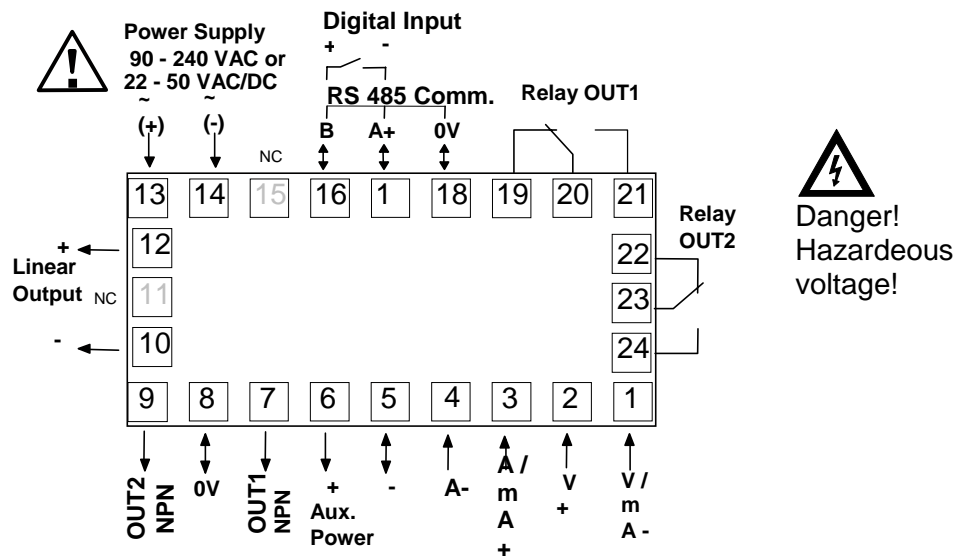 Power Supply
90 - 240 VAC or
22 - 50 VAC/DC
~ ~
(+) (-)
Digital Input
+ -
RS 485 Comm.
B A+ 0V
Relay OUT1
NC
13 14 15 16 1 18 19 20 21
Relay
OUT2
Danger!
Hazardeous
voltage!
+
Linear
Output
-
12
NC 11
10
22
23
24
9 8 7 6 5 4 3 2 1
OUT2
NPN
0V
OUT1
NPN
+
Aux.
Power
-
A-
A /
m
A
+
V
+
V /
m
A -